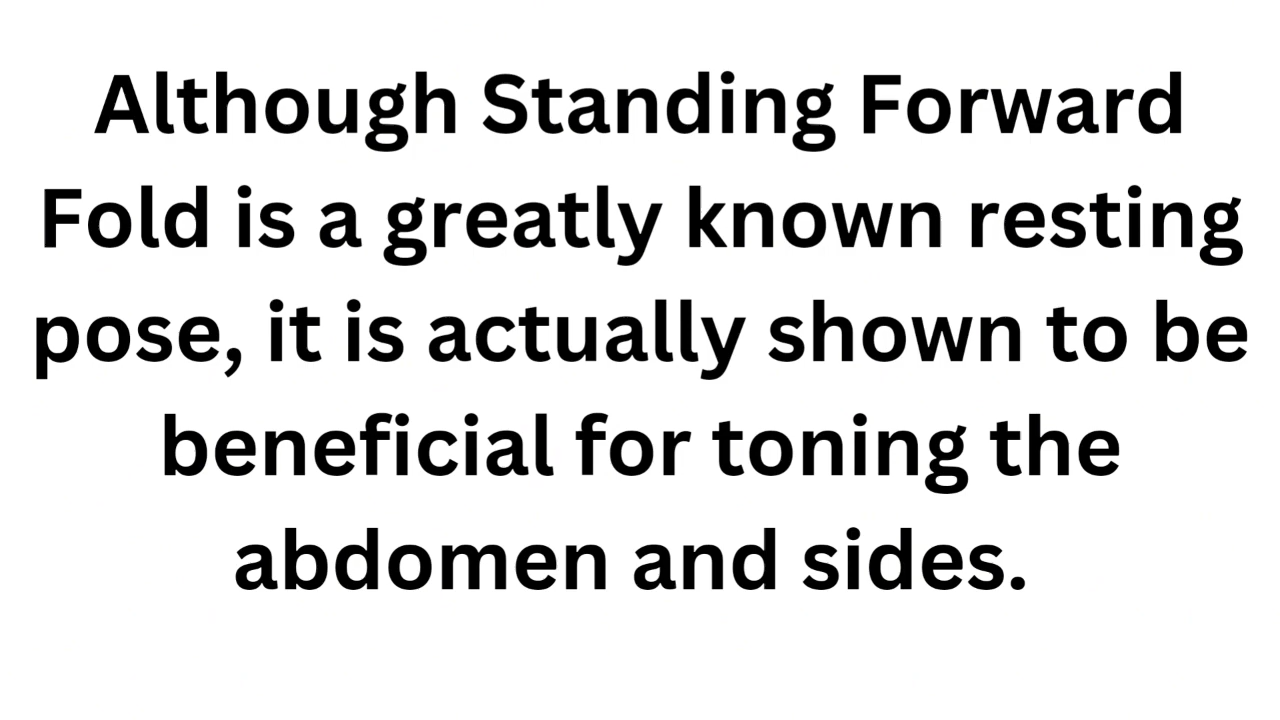 Although Standing Forward
Fold is a greatly known resting
pose, it is actually shown to be
beneficial for toning the
abdomen and sides.